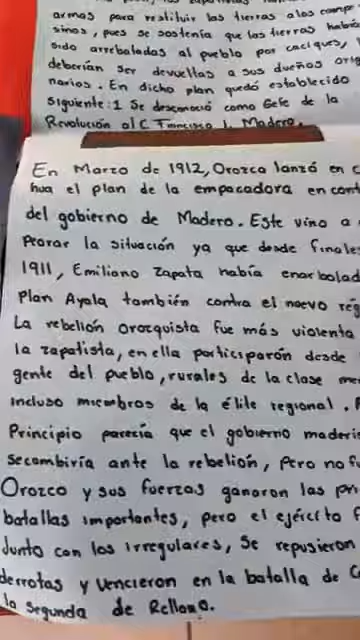 armas para restituir las tierras a los campe
sinos, pues se sostenía que las tierras había
sido arrebatadas al pueblo por caciques, y
deberían ser devueltas a sus dueños orig
narios. En dicho plan quedó establecido
siguiente: 1 Se desconoció como Gefe de la
Revolución al C. Francisco I. Madero.
En Marzo de 1912, Orozco lanzó en
hua el plan de la empacadora en cont
del gobierno de Madero. Este vino a
Peorar la situación ya que desde finales
1911, Emiliano Zapata había enarbolad
Plan Ayala también contra el nuevo rég
La rebelión orozquista fue más violenta
la zapatista, en ella participarón desde
gente del pueblo, rurales de la clase me
incluso miembros de la élite regional.
Principio parecía que el gobierno maderis
secombiría ante la rebelión, pero no fu
Orozco y sus fuerzas ganaron las pri
batallas importantes, pero el ejército f
Junto con los irregulares, se repusieron
derrotas y vencieron en la batalla de
la segunda de Rellano.